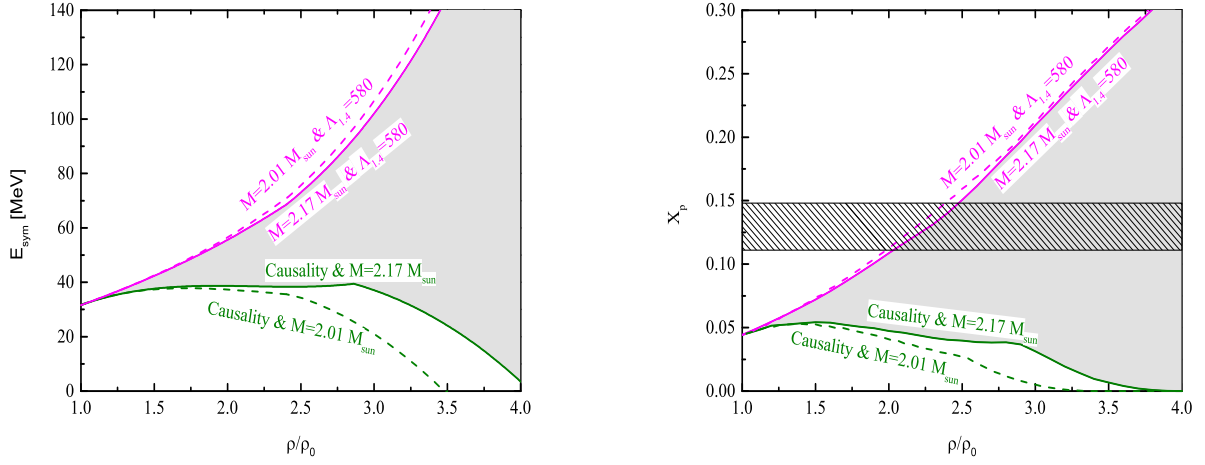 140
120
100
80
60
40
20
0
E_sym [MeV]
M=2.01 M_sun & Λ_1.4=580
M=2.17 M_sun & Λ_1.4=580
Causality & M=2.17 M_sun
Causality & M=2.01 M_sun
1.0 1.5 2.0 2.5 3.0 3.5 4.0
ρ/ρ_0
0.30
0.25
0.20
0.15
0.10
0.05
0.00
X_p
M=2.01 M_sun & Λ_1.4=580
M=2.17 M_sun & Λ_1.4=580
Causality & M=2.17 M_sun
Causality & M=2.01 M_sun
1.0 1.5 2.0 2.5 3.0 3.5 4.0
ρ/ρ_0